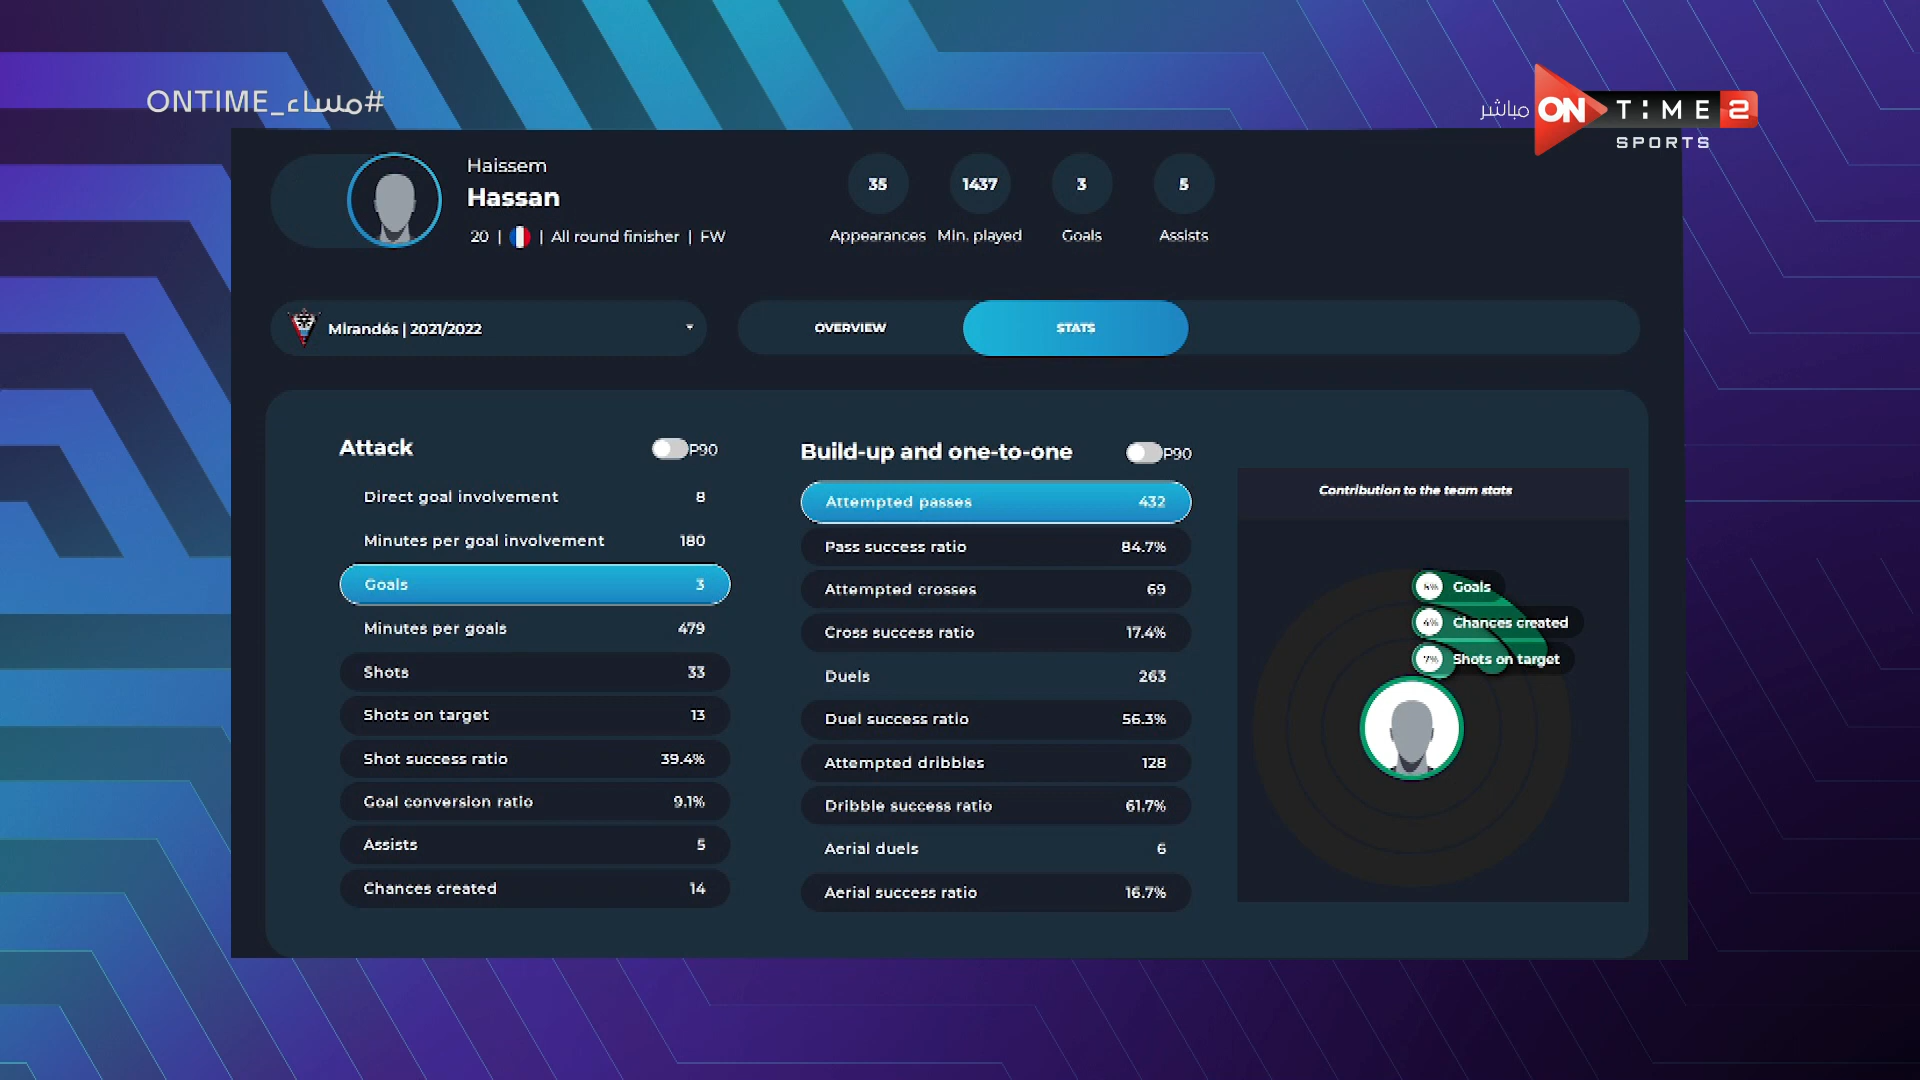 #مساء_ONTIME
مباشر ON TIME 2
SPORTS
Haissem
Hassan
20 | | All round finisher | FW
35 1437 3 5
Appearances Min. played Goals Assists
Mirandés | 2021/2022
OVERVIEW STATS
Attack P90
Direct goal involvement 8
Minutes per goal involvement 180
Goals 3
Minutes per goals 479
Shots 33
Shots on target 13
Shot success ratio 39.4%
Goal conversion ratio 9.1%
Assists 5
Chances created 14
Build-up and one-to-one P90
Attempted passes 432
Pass success ratio 84.7%
Attempted crosses 69
Cross success ratio 17.4%
Duels 263
Duel success ratio 56.3%
Attempted dribbles 128
Dribble success ratio 61.7%
Aerial duels 6
Aerial success ratio 16.7%
Contribution to the team stats
Goals
4% Chances created
7% Shots on target